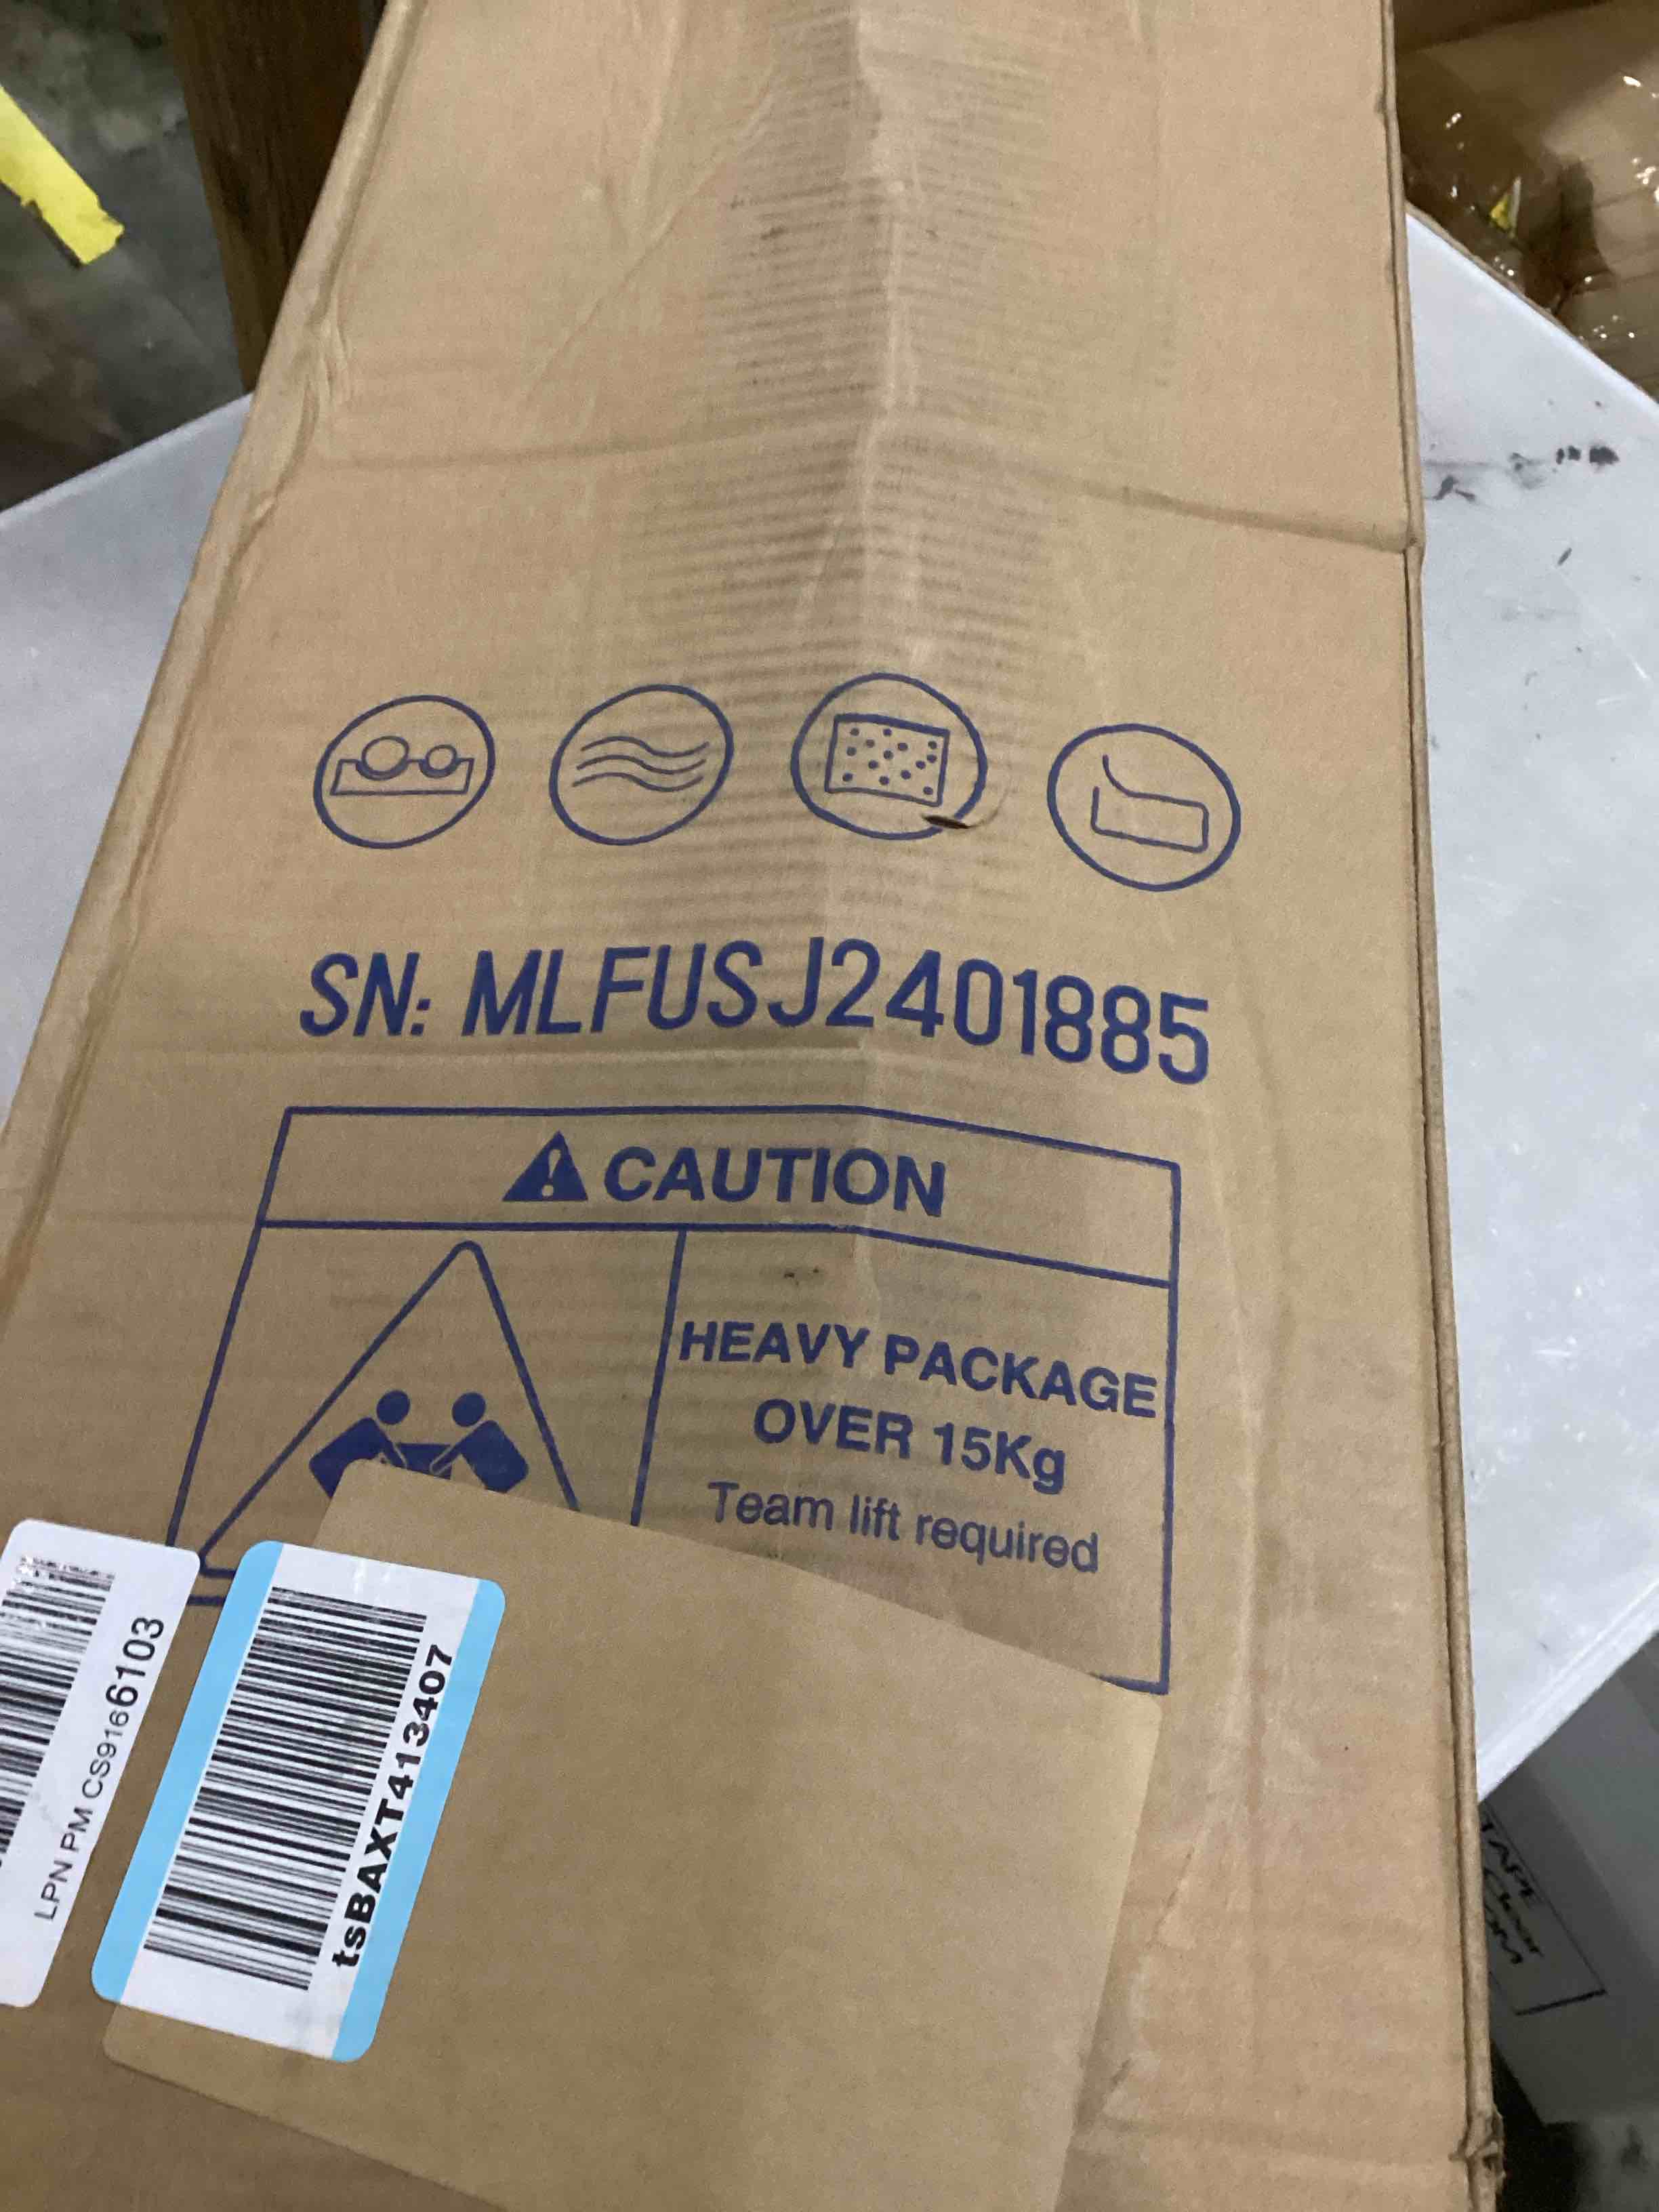 SN: MLFUSJ2401885
CAUTION
HEAVY PACKAGE
OVER 15Kg
Team lift required
LPN PM CS9166103
tsBAXT413407